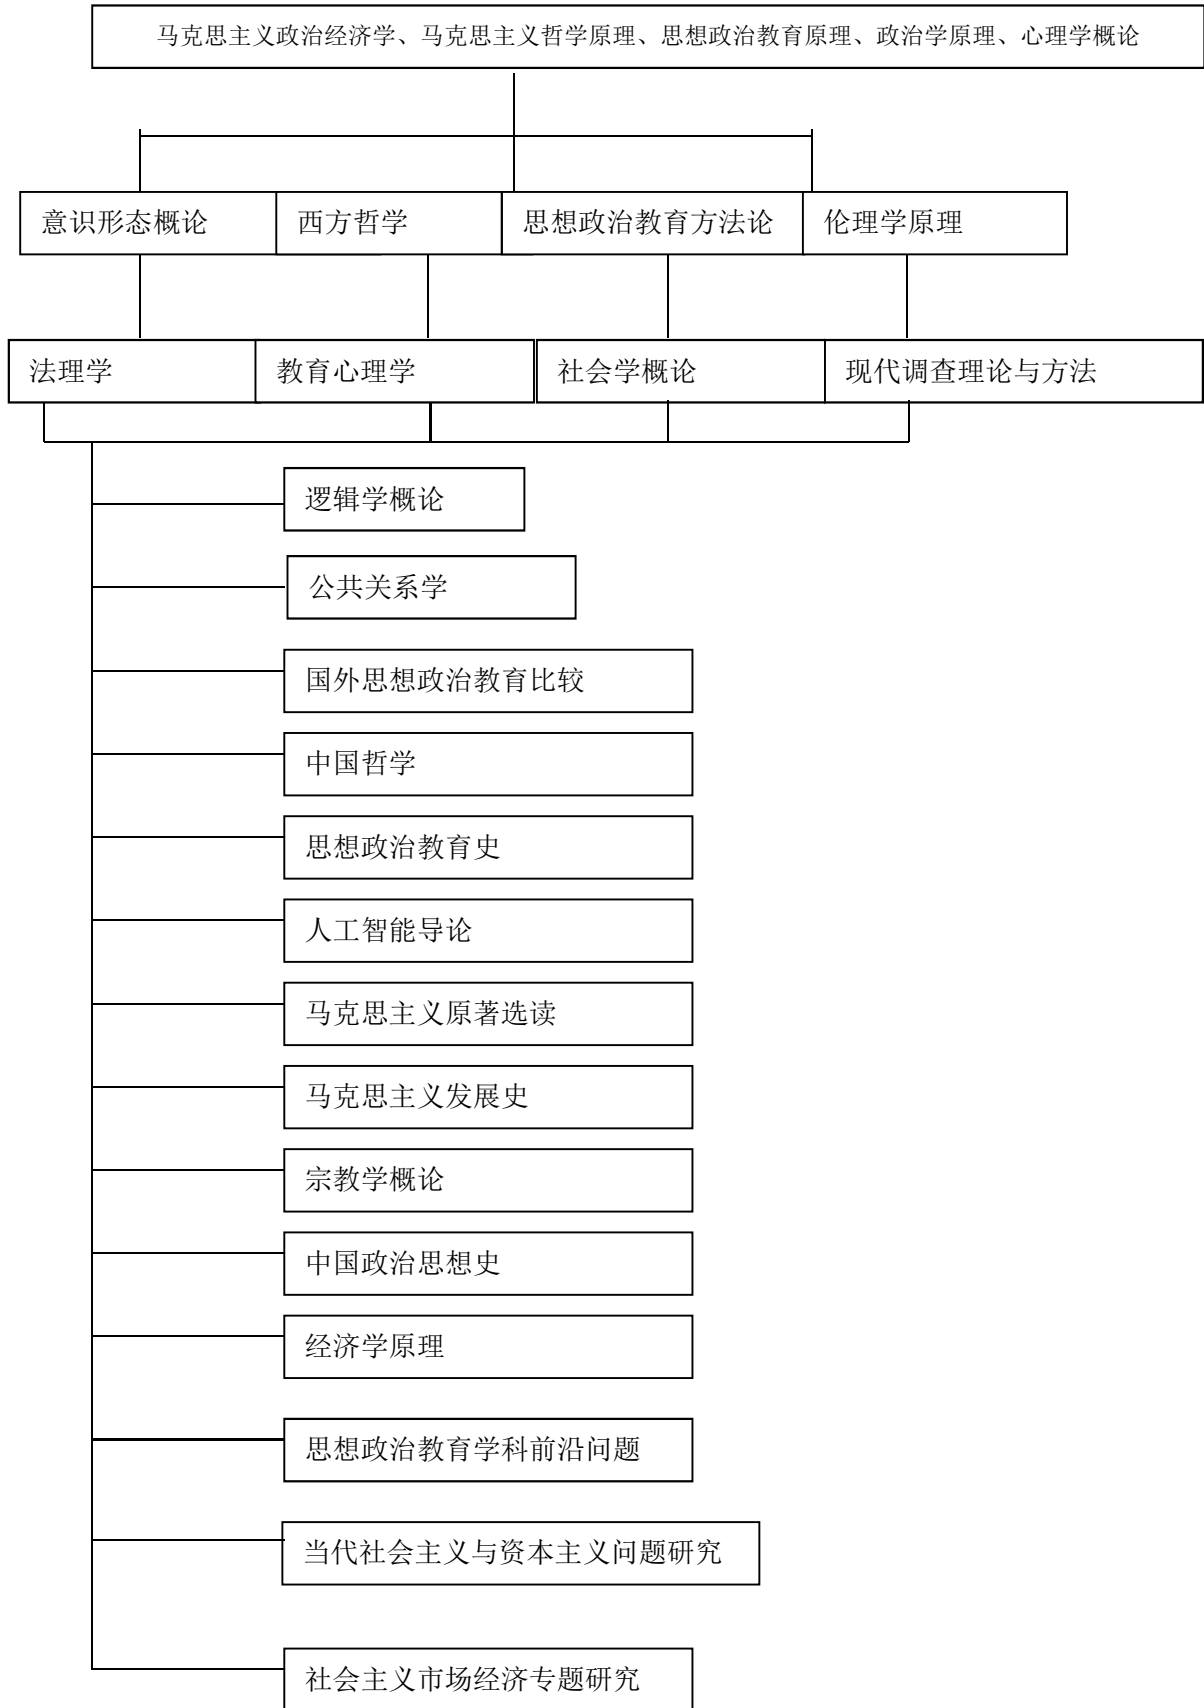 马克思主义政治经济学、马克思主义哲学原理、思想政治教育原理、政治学原理、心理学概论
意识形态概论
西方哲学
思想政治教育方法论
伦理学原理
法理学
教育心理学
社会学概论
现代调查理论与方法
逻辑学概论
公共关系学
国外思想政治教育比较
中国哲学
思想政治教育史
人工智能导论
马克思主义原著选读
马克思主义发展史
宗教学概论
中国政治思想史
经济学原理
思想政治教育学科前沿问题
当代社会主义与资本主义问题研究
社会主义市场经济专题研究